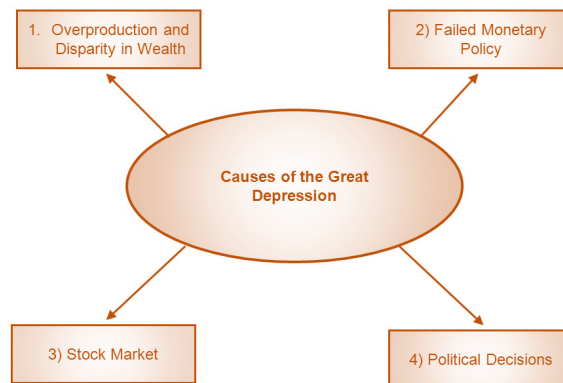 1. Overproduction and
Disparity in Wealth
2) Failed Monetary
Policy
Causes of the Great
Depression
3) Stock Market
4) Political Decisions